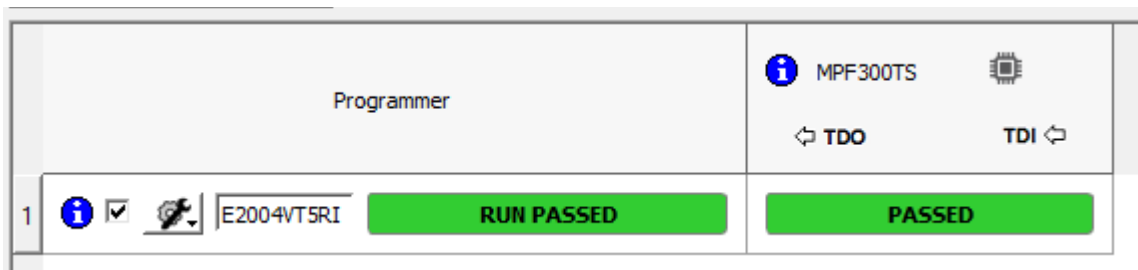 Programmer
MPF300TS
TDO
TDI
1
E2004VT5RI
RUN PASSED
PASSED